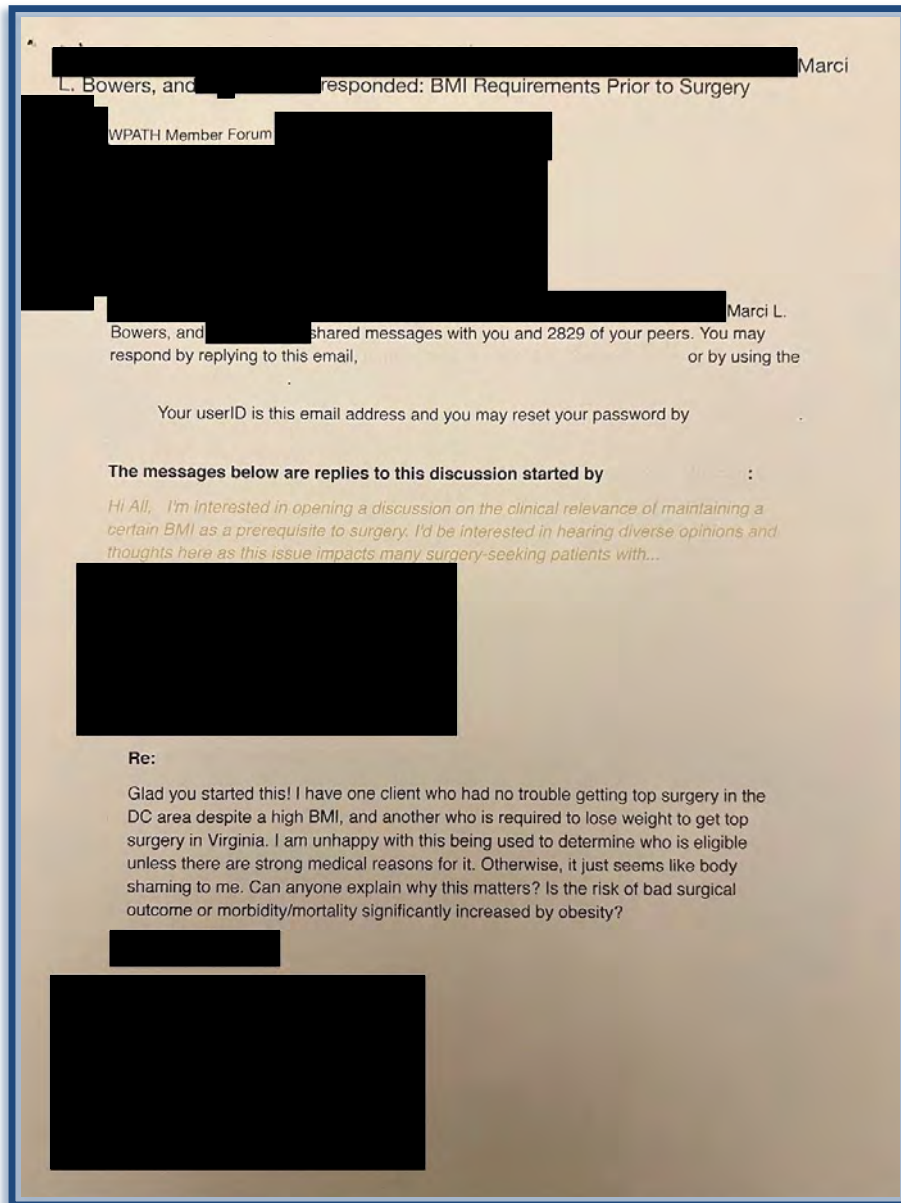 Marci
L. Bowers, and responded: BMI Requirements Prior to Surgery
WPATH Member Forum
Marci L.
Bowers, and shared messages with you and 2829 of your peers. You may
respond by replying to this email, or by using the
.
Your userID is this email address and you may reset your password by .
The messages below are replies to this discussion started by :
Hi All, I'm interested in opening a discussion on the clinical relevance of maintaining a
certain BMI as a prerequisite to surgery. I'd be interested in hearing diverse opinions and
thoughts here as this issue impacts many surgery-seeking patients with...
Re:
Glad you started this! I have one client who had no trouble getting top surgery in the
DC area despite a high BMI, and another who is required to lose weight to get top
surgery in Virginia. I am unhappy with this being used to determine who is eligible
unless there are strong medical reasons for it. Otherwise, it just seems like body
shaming to me. Can anyone explain why this matters? Is the risk of bad surgical
outcome or morbidity/mortality significantly increased by obesity?